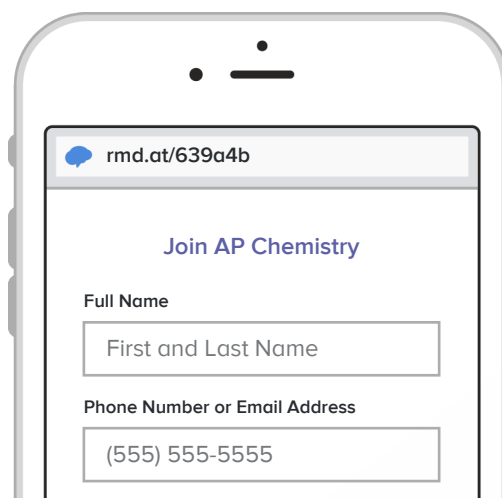 rmd.at/639a4b
Join AP Chemistry
Full Name
First and Last Name
Phone Number or Email Address
(555) 555-5555